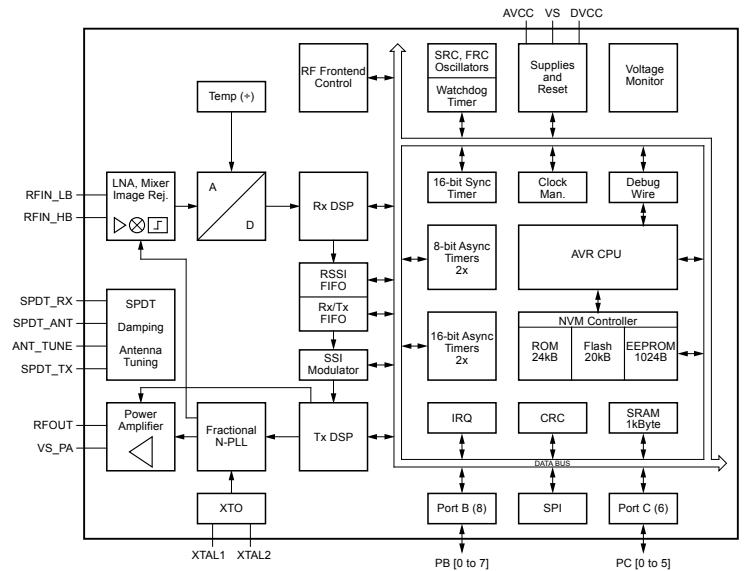 AVCC VS DVCC
RF Frontend
Control
SRC, FRC
Oscillators
Watchdog
Timer
Supplies
and
Reset
Voltage
Monitor
Temp (÷)
LNA, Mixer
Image Rej.
A
D
Rx DSP
16-bit Sync
Timer
Clock
Man.
Debug
Wire
RFIN_LB
RFIN_HB
8-bit Async
Timers
2x
AVR CPU
RSSI
FIFO
Rx/Tx
FIFO
SPDT_RX
SPDT_ANT
ANT_TUNE
SPDT_TX
SPDT
Damping
Antenna
Tuning
16-bit Async
Timers
2x
NVM Controller
ROM
24kB
Flash
20kB
EEPROM
1024B
SSI
Modulator
RFOUT
VS_PA
Power
Amplifier
Fractional
N-PLL
Tx DSP
IRQ
CRC
SRAM
1kByte
DATA BUS
XTO
Port B (8)
SPI
Port C (6)
XTAL1 XTAL2
PB [0 to 7]
PC [0 to 5]